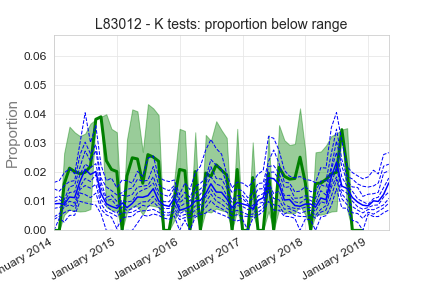 L83012 - K tests: proportion below range
Proportion
0.06
0.05
0.04
0.03
0.02
0.01
0.00
nuary 2014
January 2015
January 2016
January 2017
January 2018
January 2019